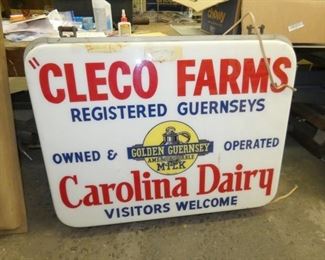 "CLECO FARMS
REGISTERED GUERNSEYS
OWNED & OPERATED
GOLDEN GUERNSEY
MILK
Carolina Dairy
VISITORS WELCOME